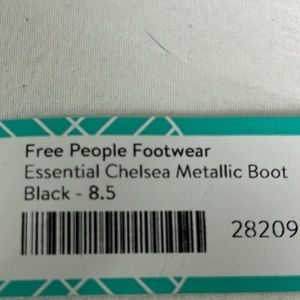 Free People Footwear
Essential Chelsea Metallic Boot
Black - 8.5
28209